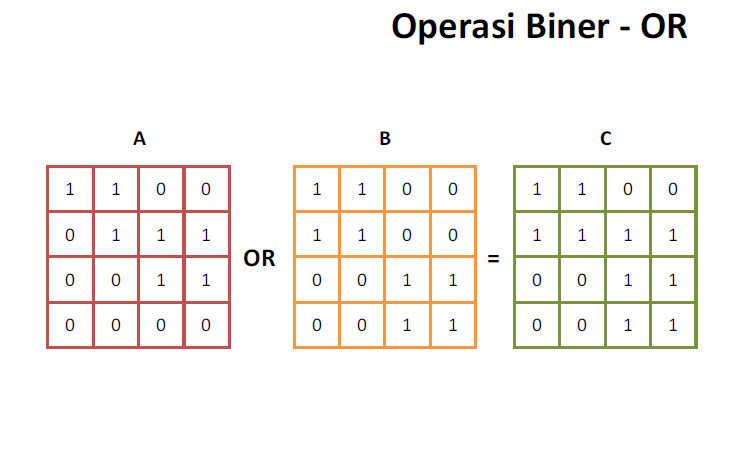 Operasi Biner - OR
A B C
1 1 0 0 1 1 0 0 1 1 0 0
0 1 1 1 1 1 0 0 1 1 1 1
OR =
0 0 1 1 0 0 1 1 0 0 1 1
0 0 0 0 0 0 1 1 0 0 1 1